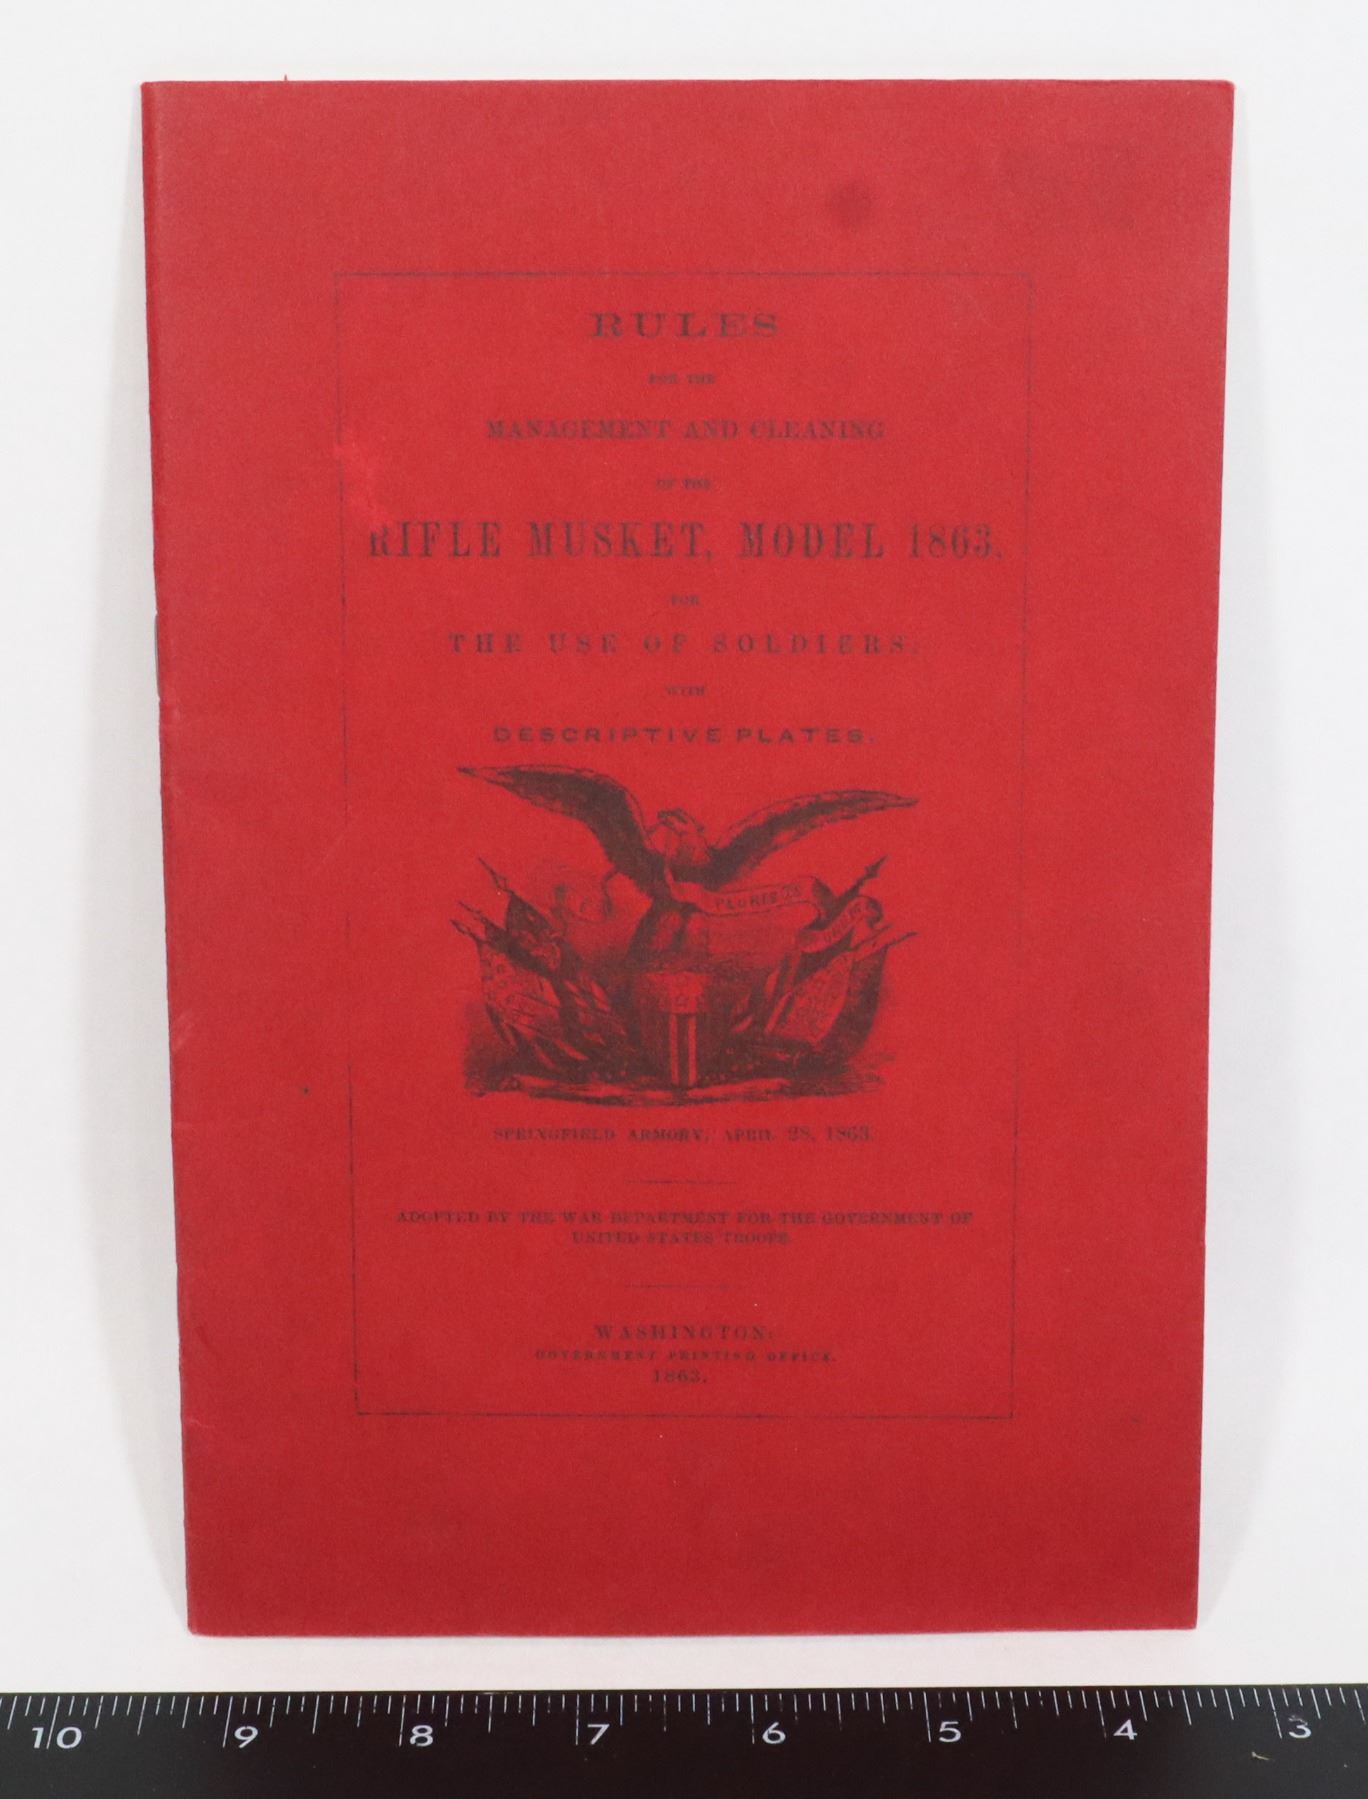 RULES
FOR THE
MANAGEMENT AND CLEANING
OF THE
RIFLE MUSKET, MODEL 1863,
FOR
THE USE OF SOLDIERS,
WITH
DESCRIPTIVE PLATES.
E
PLURIBUS
UNUM
SPRINGFIELD ARMORY, APRIL 28, 1863.
ADOPTED BY THE WAR DEPARTMENT FOR THE GOVERNMENT OF
UNITED STATES TROOPS.
WASHINGTON:
GOVERNMENT PRINTING OFFICE.
1863.
10 9 8 7 6 5 4 3